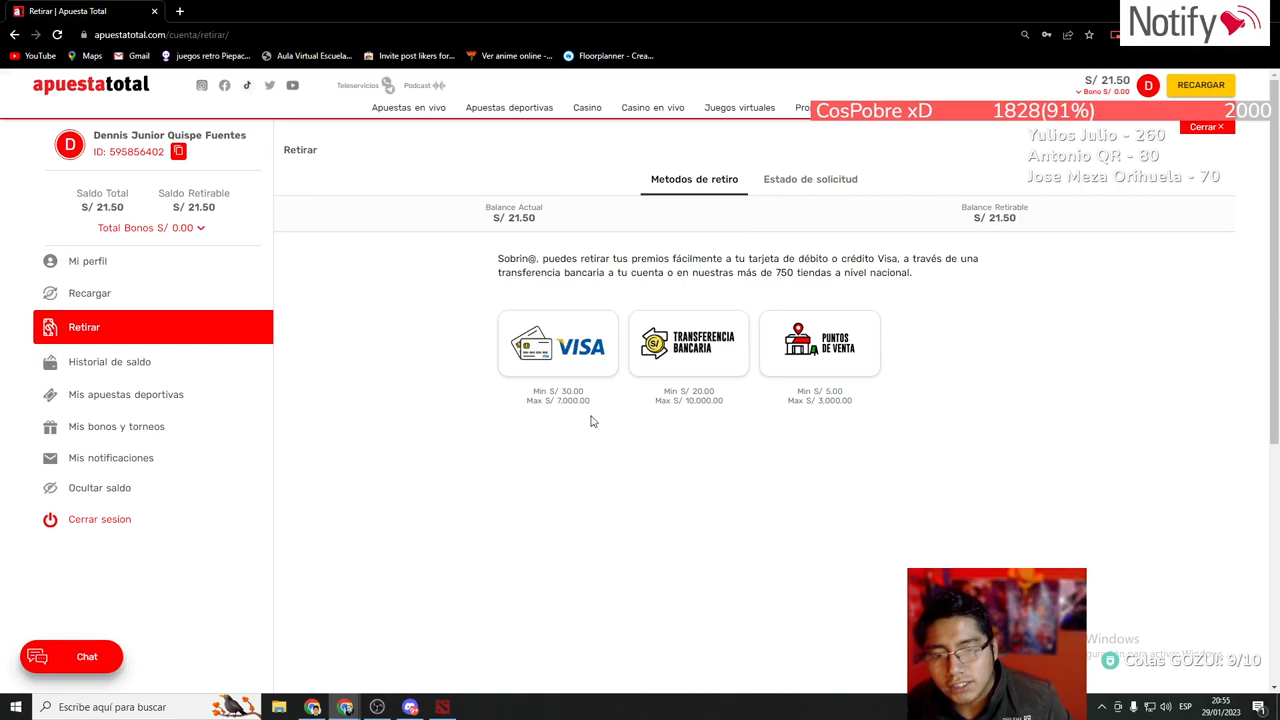 Retirar | Apuesta Total
apuestatotal.com/cuenta/retirar/
Notify
YouTube
Maps
Gmail
juegos retro Piepac...
Aula Virtual Escuela...
Invite post likers for...
Ver anime online -...
Floorplanner - Crea...
apuestatotal
Teleservicios
Podcast
S/ 21.50
Bono S/ 0.00
D
RECARGAR
Apuestas en vivo
Apuestas deportivas
Casino
Casino en vivo
Juegos virtuales
CosPobre xD 1828(91%) 2000
Cerrar ×
Yulios Julio - 260
Antonio QR - 80
Jose Meza Orihuela - 70
D
Dennis Junior Quispe Fuentes
ID: 595856402
Saldo Total
S/ 21.50
Saldo Retirable
S/ 21.50
Total Bonos S/ 0.00
Mi perfil
Recargar
Retirar
Historial de saldo
Mis apuestas deportivas
Mis bonos y torneos
Mis notificaciones
Ocultar saldo
Cerrar sesion
Chat
Retirar
Metodos de retiro
Estado de solicitud
Balance Actual
S/ 21.50
Balance Retirable
S/ 21.50
Sobrin@, puedes retirar tus premios fácilmente a tu tarjeta de débito o crédito Visa, a través de una
transferencia bancaria a tu cuenta o en nuestras más de 750 tiendas a nivel nacional.
VISA
Min S/ 30.00
Max S/ 7,000.00
S/
TRANSFERENCIA
BANCARIA
Min S/ 20.00
Max S/ 10,000.00
PUNTOS
DE VENTA
Min S/ 5.00
Max S/ 3,000.00
Windows
para activar Windows.
Colas GOZU!: 9/10
Escribe aquí para buscar
ESP
20:55
29/01/2023